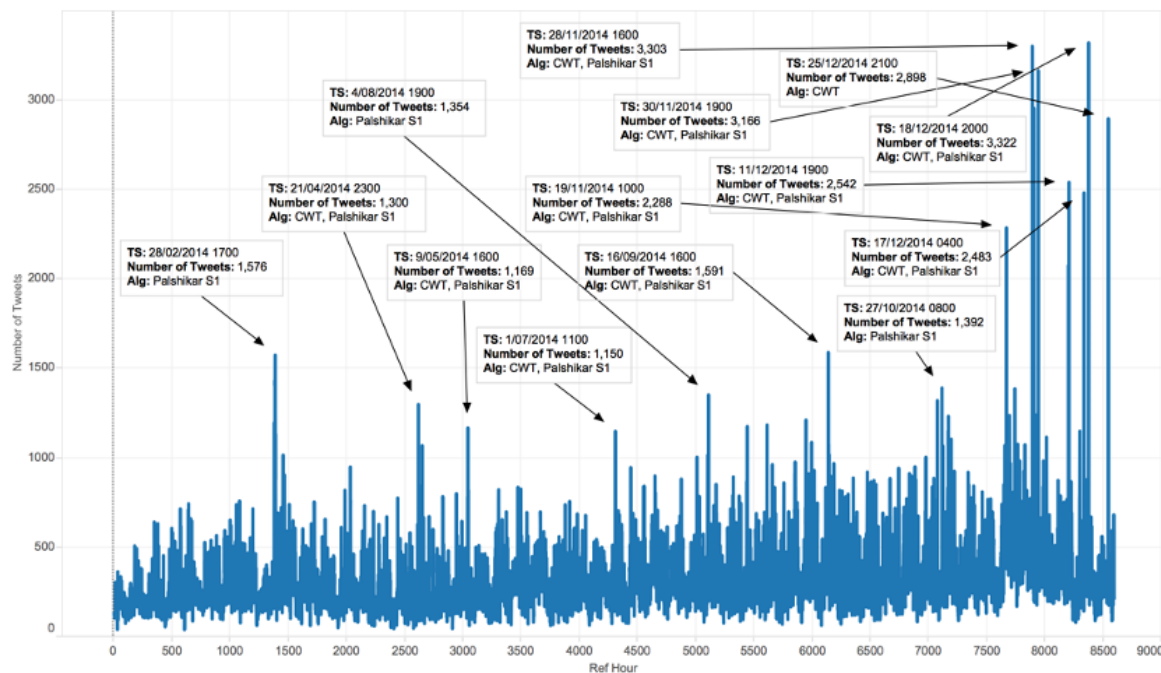 TS: 28/11/2014 1600
Number of Tweets: 3,303
Alg: CWT, Palshikar S1
TS: 25/12/2014 2100
Number of Tweets: 2,898
Alg: CWT
TS: 4/08/2014 1900
Number of Tweets: 1,354
Alg: Palshikar S1
TS: 30/11/2014 1900
Number of Tweets: 3,166
Alg: CWT, Palshikar S1
TS: 18/12/2014 2000
Number of Tweets: 3,322
Alg: CWT, Palshikar S1
TS: 11/12/2014 1900
Number of Tweets: 2,542
Alg: CWT, Palshikar S1
TS: 21/04/2014 2300
Number of Tweets: 1,300
Alg: CWT, Palshikar S1
TS: 19/11/2014 1000
Number of Tweets: 2,288
Alg: CWT, Palshikar S1
TS: 17/12/2014 0400
Number of Tweets: 2,483
Alg: CWT, Palshikar S1
TS: 28/02/2014 1700
Number of Tweets: 1,576
Alg: Palshikar S1
TS: 9/05/2014 1600
Number of Tweets: 1,169
Alg: CWT, Palshikar S1
TS: 16/09/2014 1600
Number of Tweets: 1,591
Alg: CWT, Palshikar S1
TS: 27/10/2014 0800
Number of Tweets: 1,392
Alg: Palshikar S1
TS: 1/07/2014 1100
Number of Tweets: 1,150
Alg: CWT, Palshikar S1
Number of Tweets
3000
2500
2000
1500
1000
500
0
0 500 1000 1500 2000 2500 3000 3500 4000 4500 5000 5500 6000 6500 7000 7500 8000 8500 9000
Ref Hour